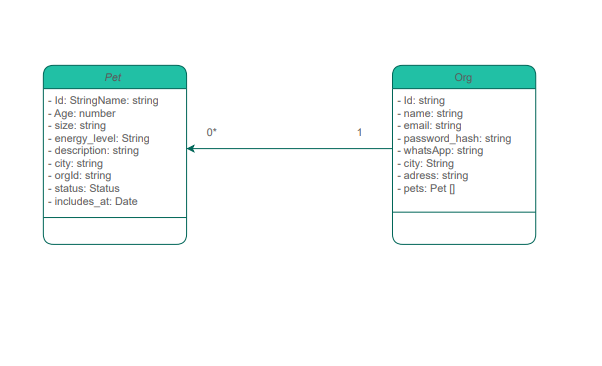 Pet
- Id: StringName: string
- Age: number
- size: string
- energy_level: String
- description: string
- city: string
- orgId: string
- status: Status
- includes_at: Date
0*
1
Org
- Id: string
- name: string
- email: string
- password_hash: string
- whatsApp: string
- city: String
- adress: string
- pets: Pet []